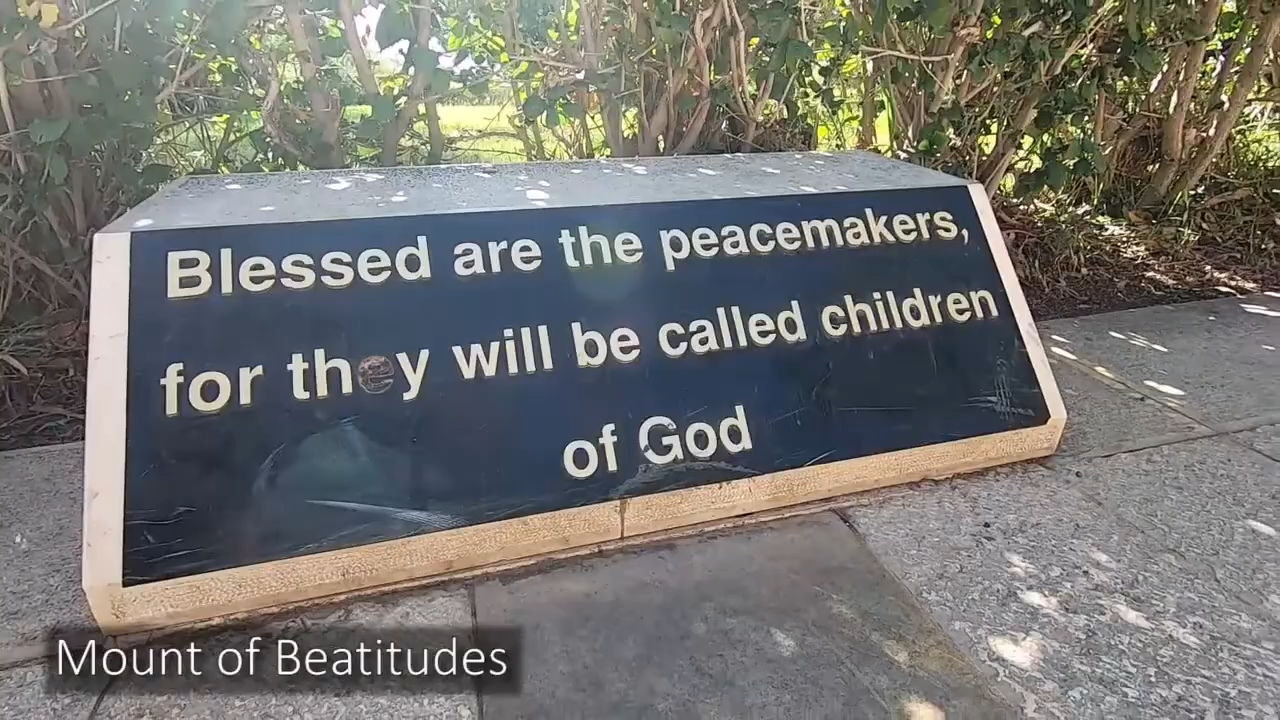 Blessed are the peacemakers,
for they will be called children
of God
Mount of Beatitudes